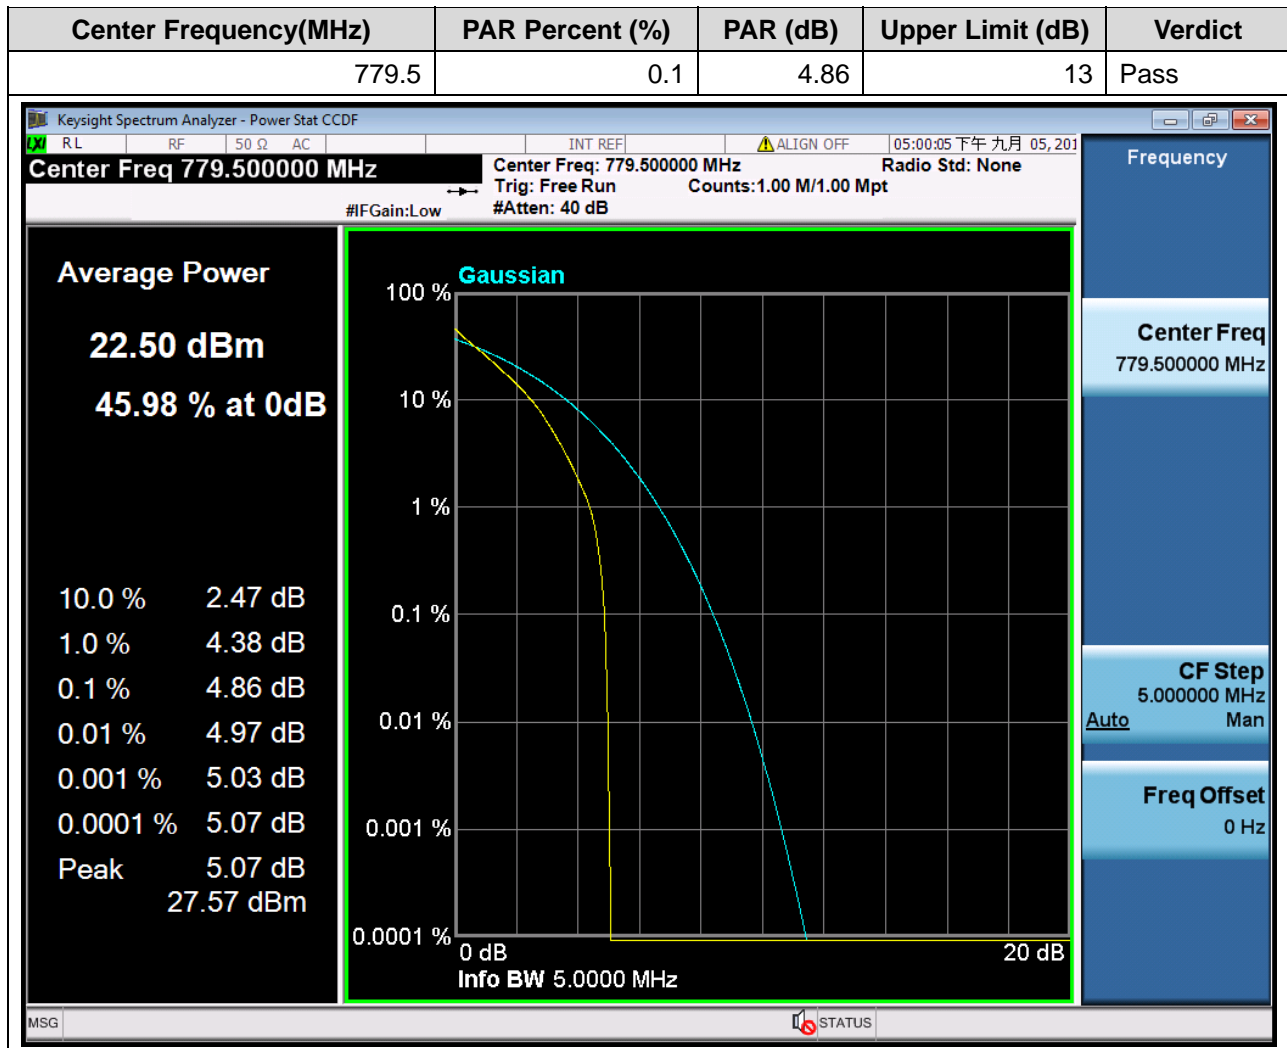 Center Frequency(MHz) PAR Percent (%) PAR (dB) Upper Limit (dB) Verdict
779.5 0.1 4.86 13 Pass
Keysight Spectrum Analyzer - Power Stat CCDF
LXI RL RF 50 Ω AC INT REF ALIGN OFF 05:00:05 下午 九月 05, 201
Center Freq 779.500000 MHz
Center Freq: 779.500000 MHz Radio Std: None
Trig: Free Run Counts:1.00 M/1.00 Mpt
#IFGain:Low #Atten: 40 dB
Average Power
22.50 dBm
45.98 % at 0dB
10.0 % 2.47 dB
1.0 % 4.38 dB
0.1 % 4.86 dB
0.01 % 4.97 dB
0.001 % 5.03 dB
0.0001 % 5.07 dB
Peak 5.07 dB
27.57 dBm
Gaussian
100 %
10 %
1 %
0.1 %
0.01 %
0.001 %
0.0001 %
0 dB 20 dB
Info BW 5.0000 MHz
Frequency
Center Freq
779.500000 MHz
CF Step
5.000000 MHz
Auto Man
Freq Offset
0 Hz
MSG STATUS